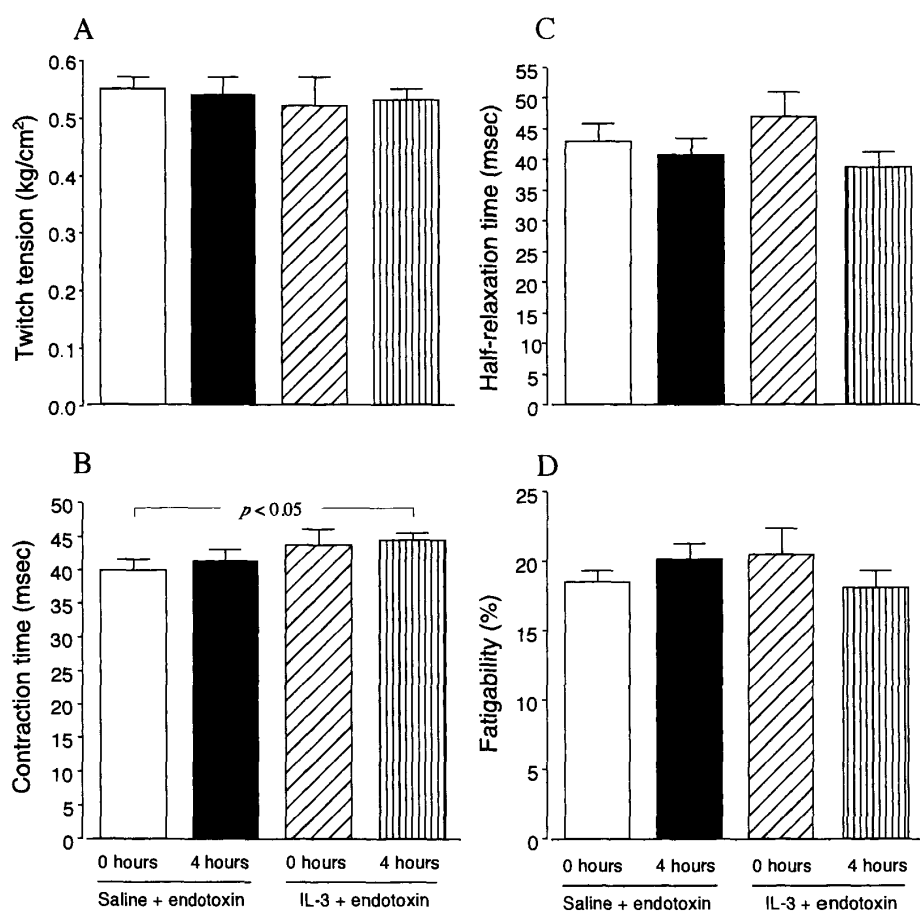 A
0.6
0.5
0.4
0.3
0.2
0.1
0.0
Twitch tension (kg/cm²)
C
55
50
45
40
35
30
25
20
15
10
5
0
Half-relaxation time (msec)
B
50
45
40
35
30
25
20
15
10
5
0
Contraction time (msec)
p < 0.05
0 hours 4 hours 0 hours 4 hours
Saline + endotoxin IL-3 + endotoxin
D
25
20
15
10
5
0
Fatigability (%)
0 hours 4 hours 0 hours 4 hours
Saline + endotoxin IL-3 + endotoxin